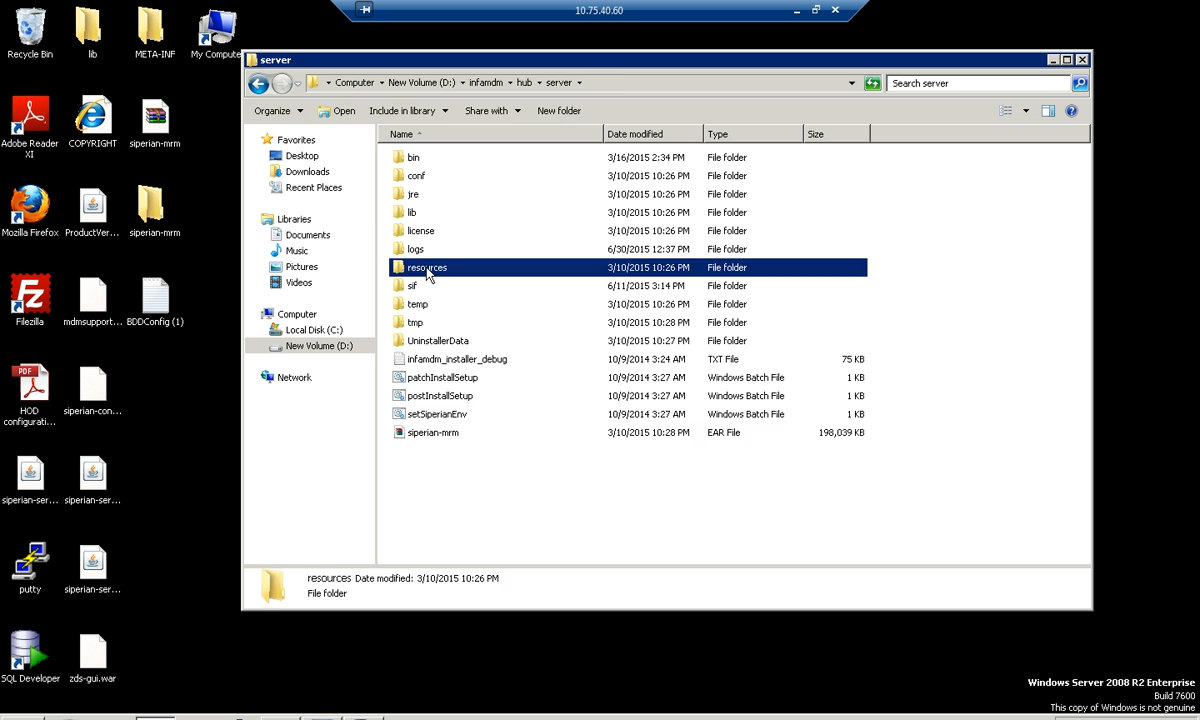 10.75.40.60
Recycle Bin
lib
META-INF
My Compute
Adobe Reader XI
COPYRIGHT
siperian-mrm
Mozilla Firefox
ProductVer...
siperian-mrm
Filezilla
mdmsupport...
BDDConfig (1)
HOD configurati...
siperian-con...
siperian-ser...
siperian-ser...
putty
siperian-ser...
SQL Developer
zds-gui.war
server
Computer New Volume (D:) infamdm hub server
Search server
Organize Open Include in library Share with New folder
Favorites
Desktop
Downloads
Recent Places
Libraries
Documents
Music
Pictures
Videos
Computer
Local Disk (C:)
New Volume (D:)
Network
Name Date modified Type Size
bin 3/16/2015 2:34 PM File folder
conf 3/10/2015 10:26 PM File folder
jre 3/10/2015 10:26 PM File folder
lib 3/10/2015 10:26 PM File folder
license 3/10/2015 10:26 PM File folder
logs 6/30/2015 12:37 PM File folder
resources 3/10/2015 10:26 PM File folder
sif 6/11/2015 3:14 PM File folder
temp 3/10/2015 10:26 PM File folder
tmp 3/10/2015 10:28 PM File folder
UninstallerData 3/10/2015 10:27 PM File folder
infamdm_installer_debug 10/9/2014 3:24 AM TXT File 75 KB
patchInstallSetup 10/9/2014 3:27 AM Windows Batch File 1 KB
postInstallSetup 10/9/2014 3:27 AM Windows Batch File 1 KB
setSiperianEnv 10/9/2014 3:27 AM Windows Batch File 1 KB
siperian-mrm 3/10/2015 10:28 PM EAR File 198,039 KB
resources Date modified: 3/10/2015 10:26 PM
File folder
Windows Server 2008 R2 Enterprise
Build 7600
This copy of Windows is not genuine